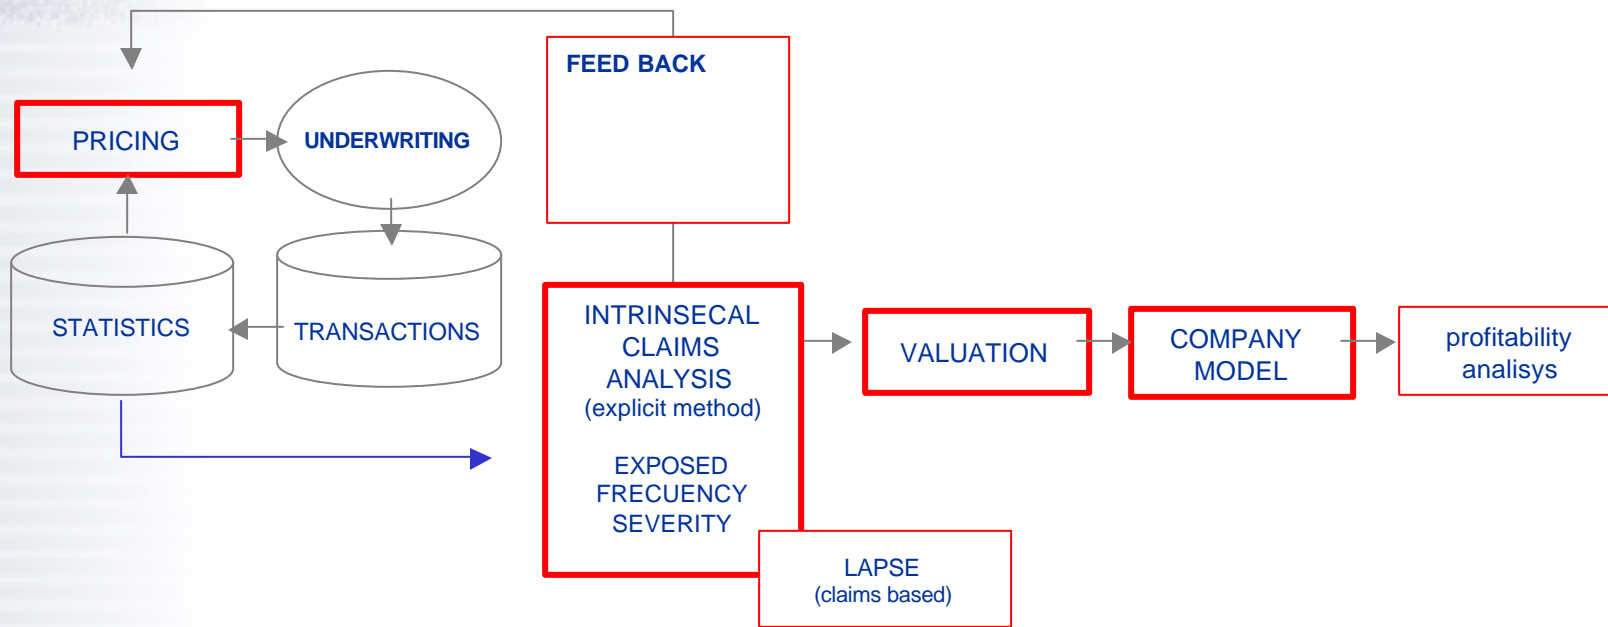 FEED BACK
PRICING
UNDERWRITING
STATISTICS
TRANSACTIONS
INTRINSECAL
CLAIMS
ANALYSIS
(explicit method)
EXPOSED
FRECUENCY
SEVERITY
LAPSE
(claims based)
VALUATION
COMPANY
MODEL
profitability
analisys